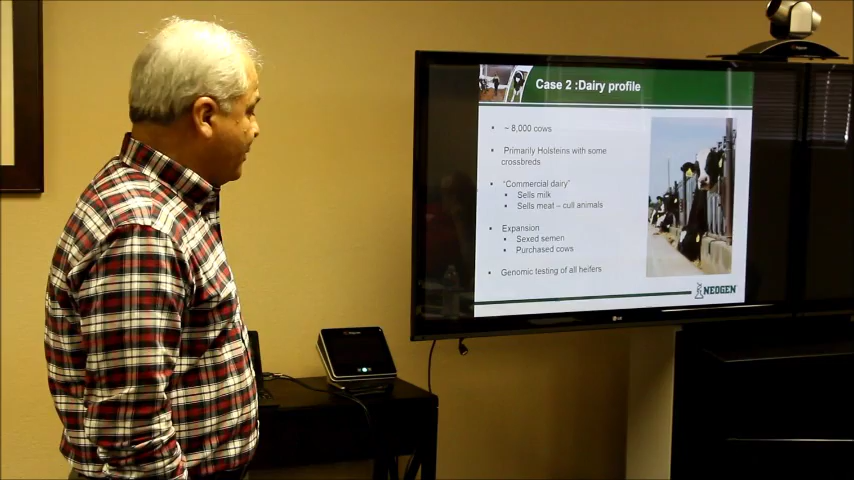 Case 2 :Dairy profile
• ~ 8,000 cows
• Primarily Holsteins with some
crossbreds
• "Commercial dairy"
• Sells milk
• Sells meat – cull animals
• Expansion
• Sexed semen
• Purchased cows
• Genomic testing of all heifers
NEOGEN
LG